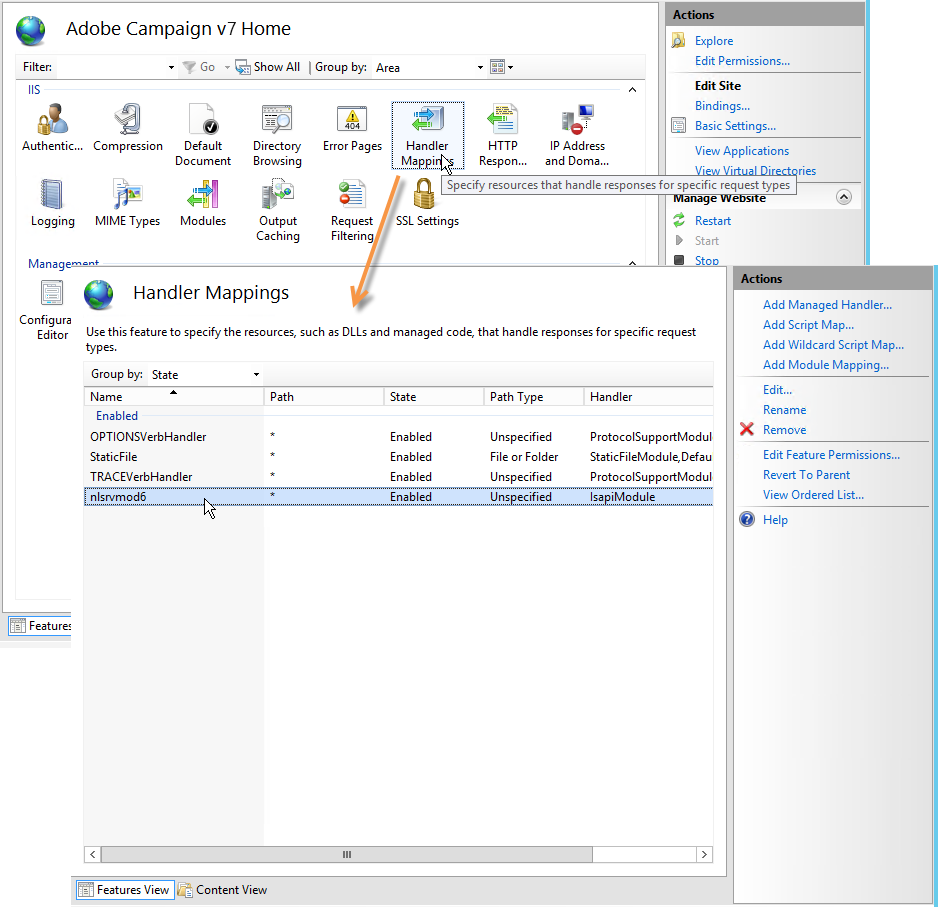 Adobe Campaign v7 Home
Filter: Go Show All Group by: Area
IIS
Authentic... Compression Default Document Directory Browsing Error Pages Handler Mappings HTTP Respon... IP Address and Doma...
Specify resources that handle responses for specific request types
Logging MIME Types Modules Output Caching Request Filtering SSL Settings
Management
Configura
Editor
Features
Actions
Explore
Edit Permissions...
Edit Site
Bindings...
Basic Settings...
View Applications
View Virtual Directories
Manage Website
Restart
Start
Stop
Handler Mappings
Use this feature to specify the resources, such as DLLs and managed code, that handle responses for specific request
types.
Group by: State
Name Path State Path Type Handler
Enabled
OPTIONSVerbHandler * Enabled Unspecified ProtocolSupportModul
StaticFile * Enabled File or Folder StaticFileModule,Defau
TRACEVerbHandler * Enabled Unspecified ProtocolSupportModul
nlsrvmod6 * Enabled Unspecified IsapiModule
Features View Content View
Actions
Add Managed Handler...
Add Script Map...
Add Wildcard Script Map...
Add Module Mapping...
Edit...
Rename
Remove
Edit Feature Permissions...
Revert To Parent
View Ordered List...
Help